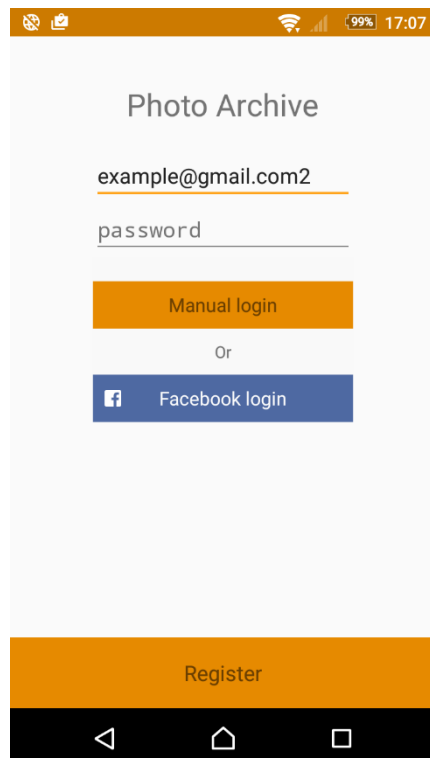 99% 17:07
Photo Archive
example@gmail.com2
password
Manual login
Or
Facebook login
Register